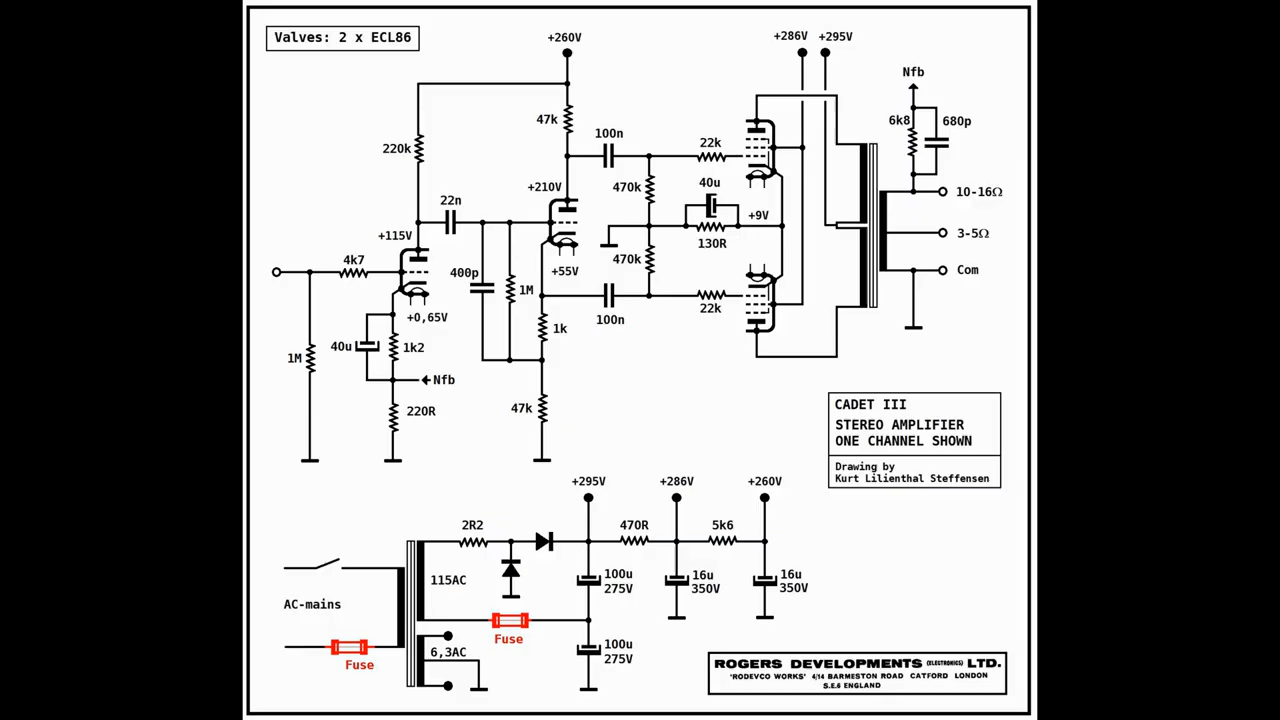 Valves: 2 x ECL86
+260V
+286V
+295V
Nfb
47k
100n
6k8
680p
220k
22k
470k
40u
+210V
10-16Ω
22n
+9V
+115V
3-5Ω
130R
4k7
400p
+55V
470k
Com
1M
+0,65V
100n
22k
1k
40u
1k2
1M
Nfb
220R
47k
CADET III
STEREO AMPLIFIER
ONE CHANNEL SHOWN
Drawing by
Kurt Lilienthal Steffensen
+295V
+286V
+260V
2R2
470R
5k6
115AC
100u
275V
16u
350V
16u
350V
AC-mains
Fuse
Fuse
6,3AC
100u
275V
ROGERS DEVELOPMENTS (ELECTRONICS) LTD.
'RODEVCO WORKS' 4/14 BARMESTON ROAD CATFORD LONDON
S.E.6 ENGLAND